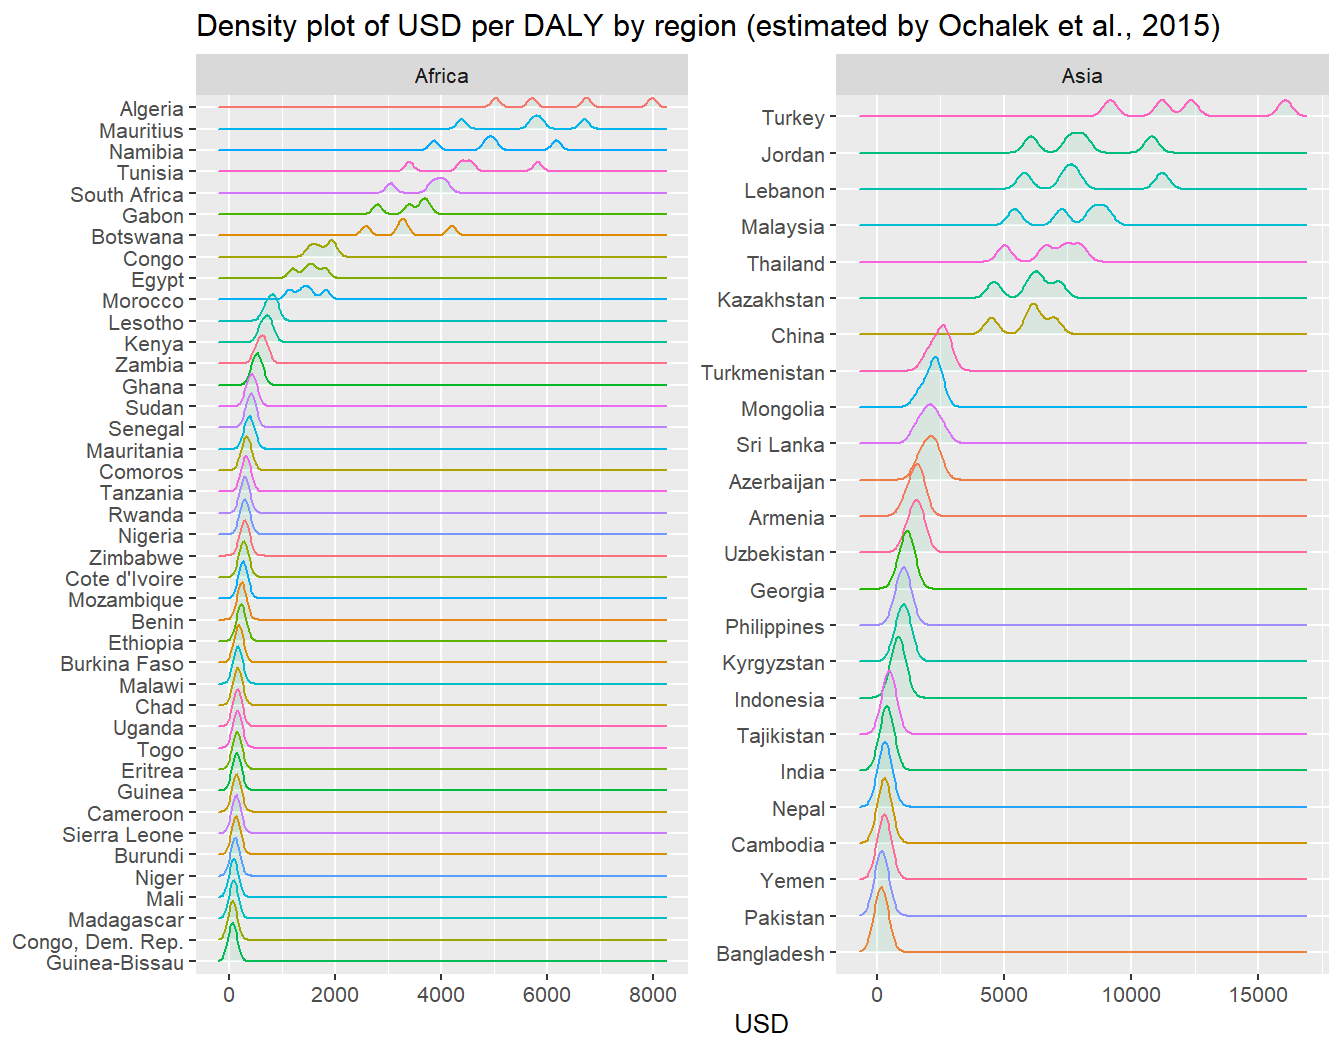 Density plot of USD per DALY by region (estimated by Ochalek et al., 2015)
Africa
Algeria
Mauritius
Namibia
Tunisia
South Africa
Gabon
Botswana
Congo
Egypt
Morocco
Lesotho
Kenya
Zambia
Ghana
Sudan
Senegal
Mauritania
Comoros
Tanzania
Rwanda
Nigeria
Zimbabwe
Cote d'Ivoire
Mozambique
Benin
Ethiopia
Burkina Faso
Malawi
Chad
Uganda
Togo
Eritrea
Guinea
Cameroon
Sierra Leone
Burundi
Niger
Mali
Madagascar
Congo, Dem. Rep.
Guinea-Bissau
0 2000 4000 6000 8000
Asia
Turkey
Jordan
Lebanon
Malaysia
Thailand
Kazakhstan
China
Turkmenistan
Mongolia
Sri Lanka
Azerbaijan
Armenia
Uzbekistan
Georgia
Philippines
Kyrgyzstan
Indonesia
Tajikistan
India
Nepal
Cambodia
Yemen
Pakistan
Bangladesh
0 5000 10000 15000
USD